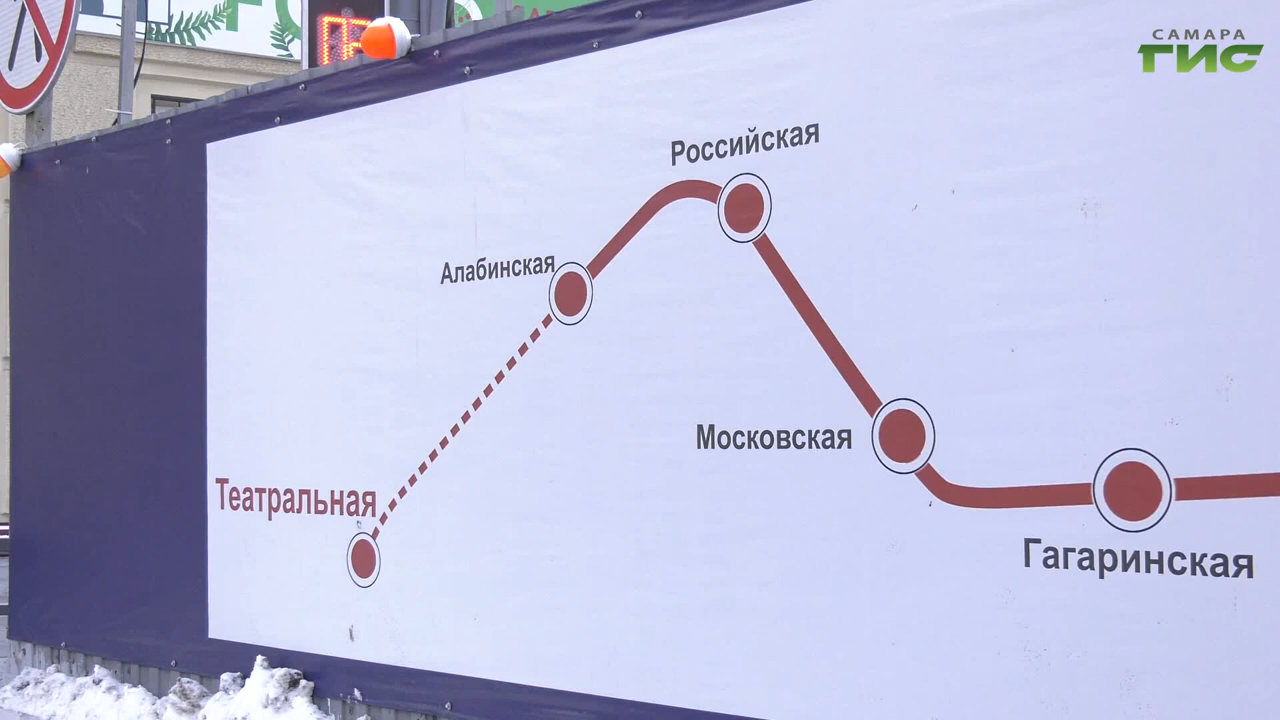 САМАРА
ГИС
Российская
Алабинская
Московская
Театральная
Гагаринская